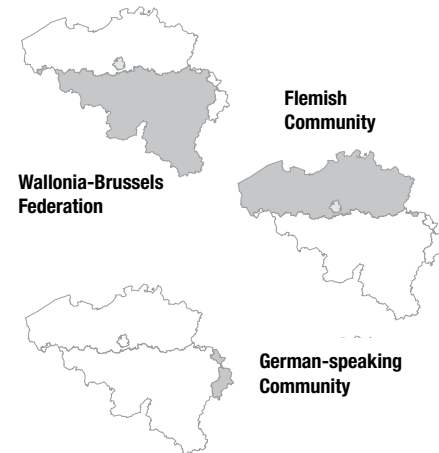 Flemish
Community
Wallonia-Brussels
Federation
German-speaking
Community